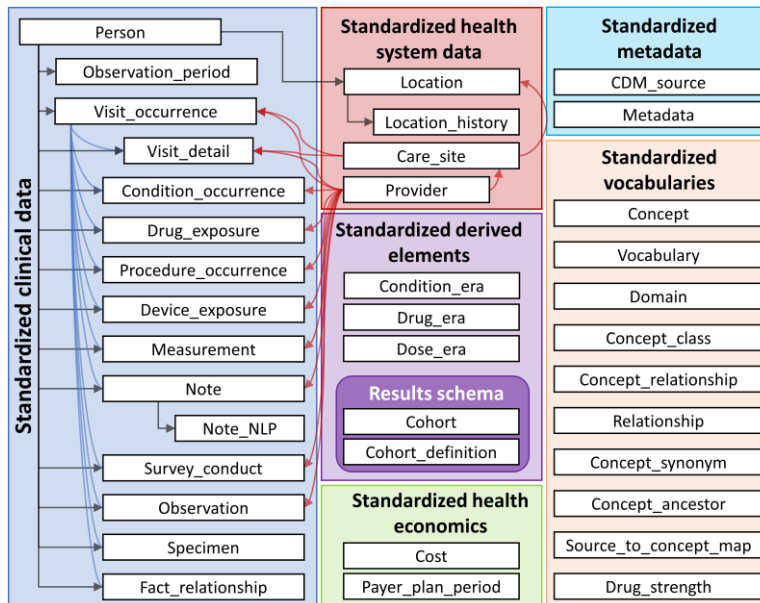 Standardized clinical data
Person
Observation_period
Visit_occurrence
Visit_detail
Condition_occurrence
Drug_exposure
Procedure_occurrence
Device_exposure
Measurement
Note
Note_NLP
Survey_conduct
Observation
Specimen
Fact_relationship
Standardized health
system data
Location
Location_history
Care_site
Provider
Standardized derived
elements
Condition_era
Drug_era
Dose_era
Results schema
Cohort
Cohort_definition
Standardized health
economics
Cost
Payer_plan_period
Standardized
metadata
CDM_source
Metadata
Standardized
vocabularies
Concept
Vocabulary
Domain
Concept_class
Concept_relationship
Relationship
Concept_synonym
Concept_ancestor
Source_to_concept_map
Drug_strength